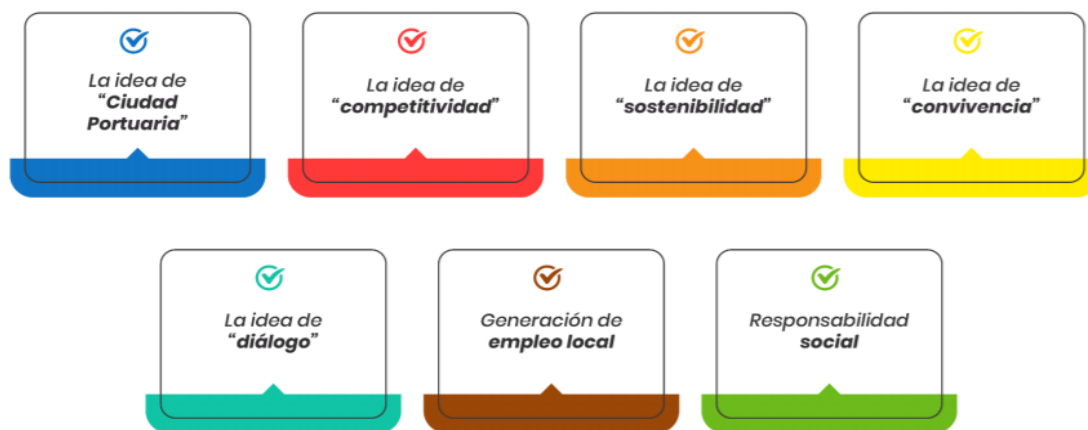 La idea de
“Ciudad
Portuaria”
La idea de
“competitividad”
La idea de
“sostenibilidad”
La idea de
“convivencia”
La idea de
“diálogo”
Generación de
empleo local
Responsabilidad
social